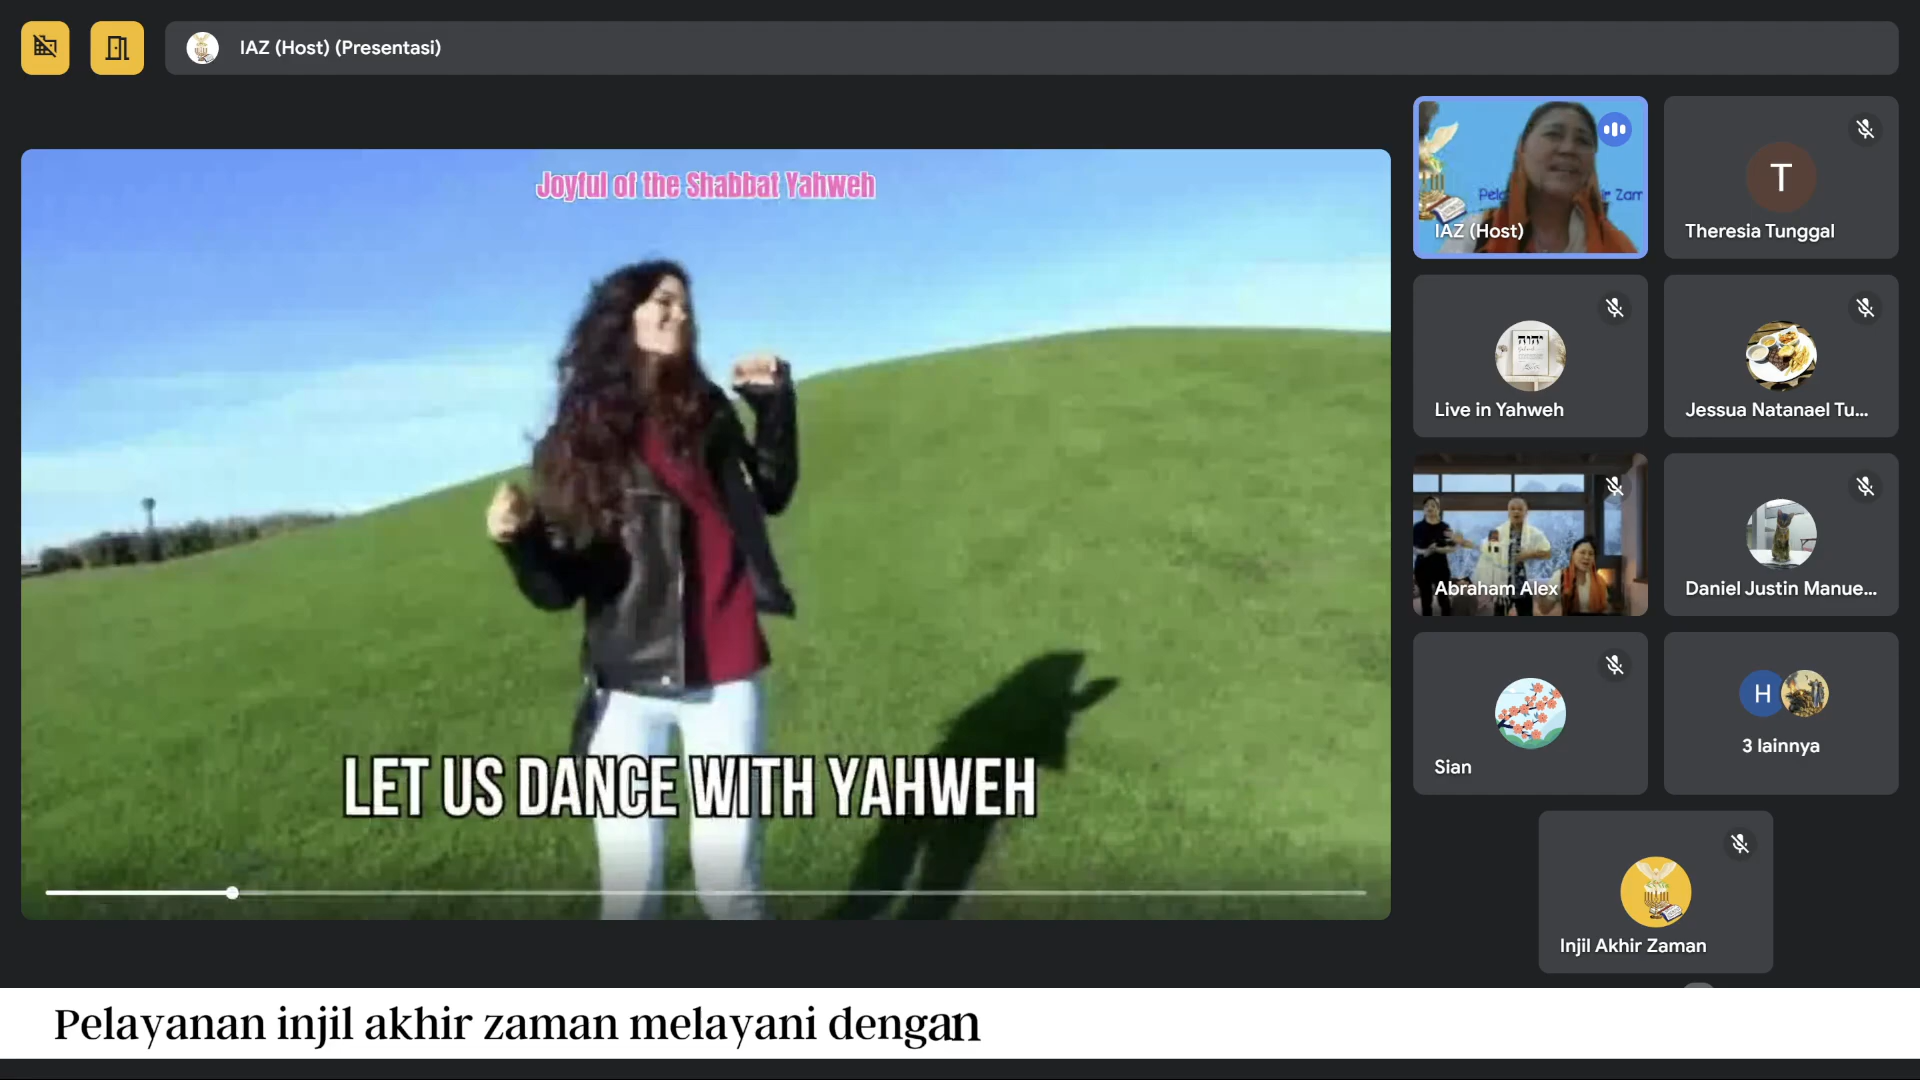 IAZ (Host) (Presentasi)
Joyful of the Shabbat Yahweh
LET US DANCE WITH YAHWEH
IAZ (Host)
T
Theresia Tunggal
יהוה
Live in Yahweh
Jessua Natanael Tu...
Abraham Alex
Daniel Justin Manue...
Sian
H
3 lainnya
Injil Akhir Zaman
Pelayanan injil akhir zaman melayani dengan